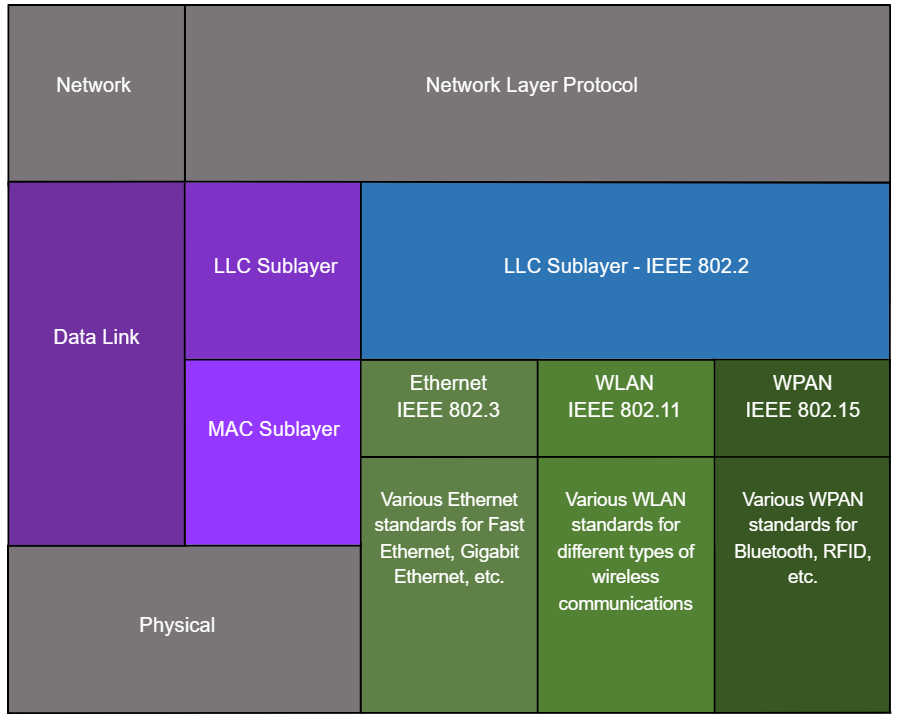 Network
Network Layer Protocol
Data Link
LLC Sublayer
LLC Sublayer - IEEE 802.2
MAC Sublayer
Ethernet
IEEE 802.3
WLAN
IEEE 802.11
WPAN
IEEE 802.15
Various Ethernet
standards for Fast
Ethernet, Gigabit
Ethernet, etc.
Various WLAN
standards for
different types of
wireless
communications
Various WPAN
standards for
Bluetooth, RFID,
etc.
Physical